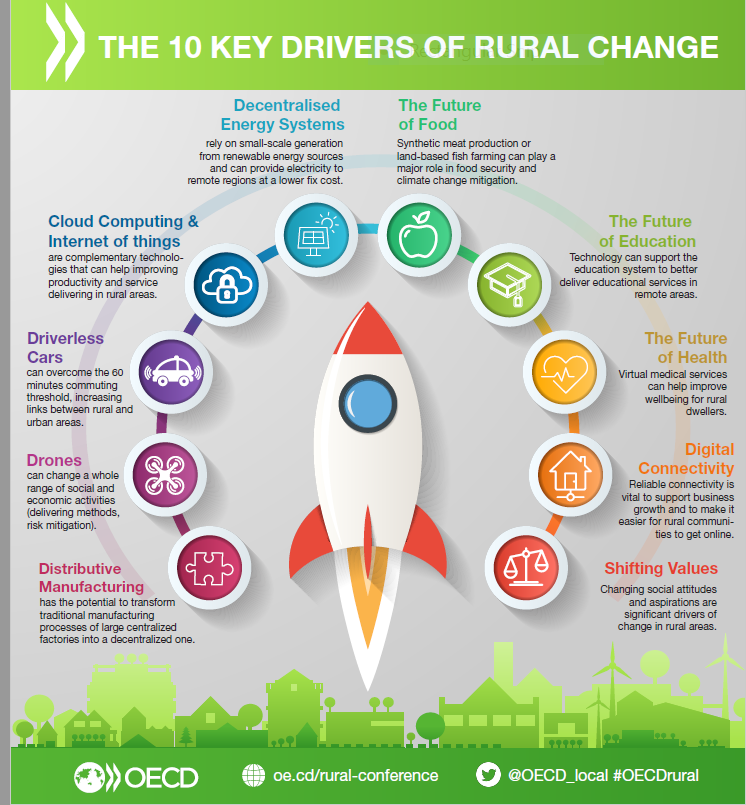 THE 10 KEY DRIVERS OF RURAL CHANGE
Decentralised
Energy Systems
rely on small-scale generation
from renewable energy sources
and can provide electricity to
remote regions at a lower fix cost.
The Future
of Food
Synthetic meat production or
land-based fish farming can play a
major role in food security and
climate change mitigation.
Cloud Computing &
Internet of things
are complementary technolo-
gies that can help improving
productivity and service
delivering in rural areas.
The Future
of Education
Technology can support the
education system to better
deliver educational services in
remote areas.
Driverless
Cars
can overcome the 60
minutes commuting
threshold, increasing
links between rural and
urban areas.
The Future
of Health
Virtual medical services
can help improve
wellbeing for rural
dwellers.
Drones
can change a whole
range of social and
economic activities
(delivering methods,
risk mitigation).
Digital
Connectivity
Reliable connectivity is
vital to support business
growth and to make it
easier for rural communi-
ties to get online.
Distributive
Manufacturing
has the potential to transform
traditional manufacturing
processes of large centralized
factories into a decentralized one.
Shifting Values
Changing social attitudes
and aspirations are
significant drivers of
change in rural areas.
OECD
oe.cd/rural-conference
@OECD_local #OECDrural